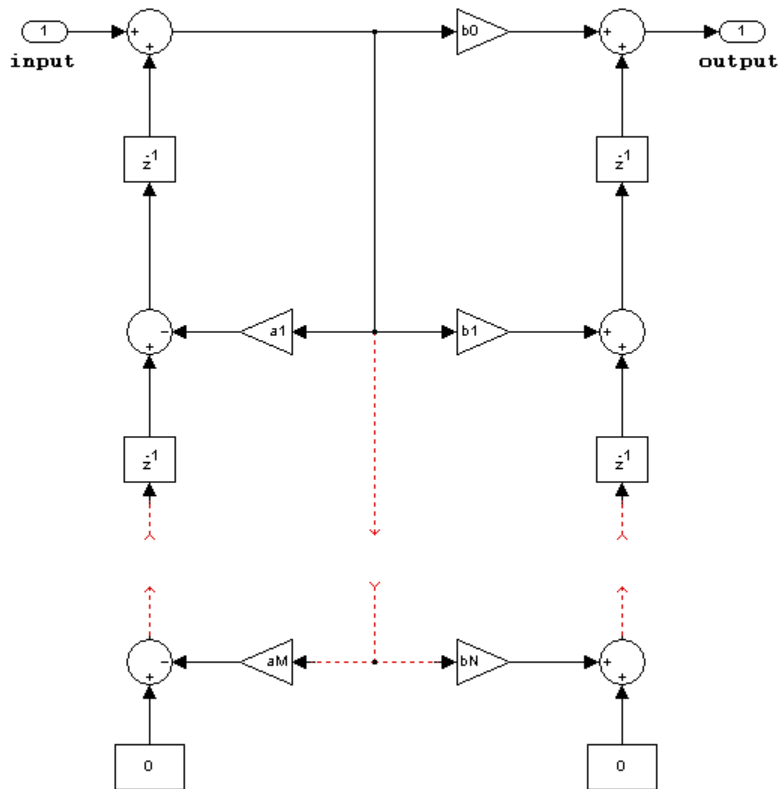 1 + + b0 + + 1
input output
z-1 z-1
- + a1 b1 + +
z-1 z-1
- + aM bN + +
0 0